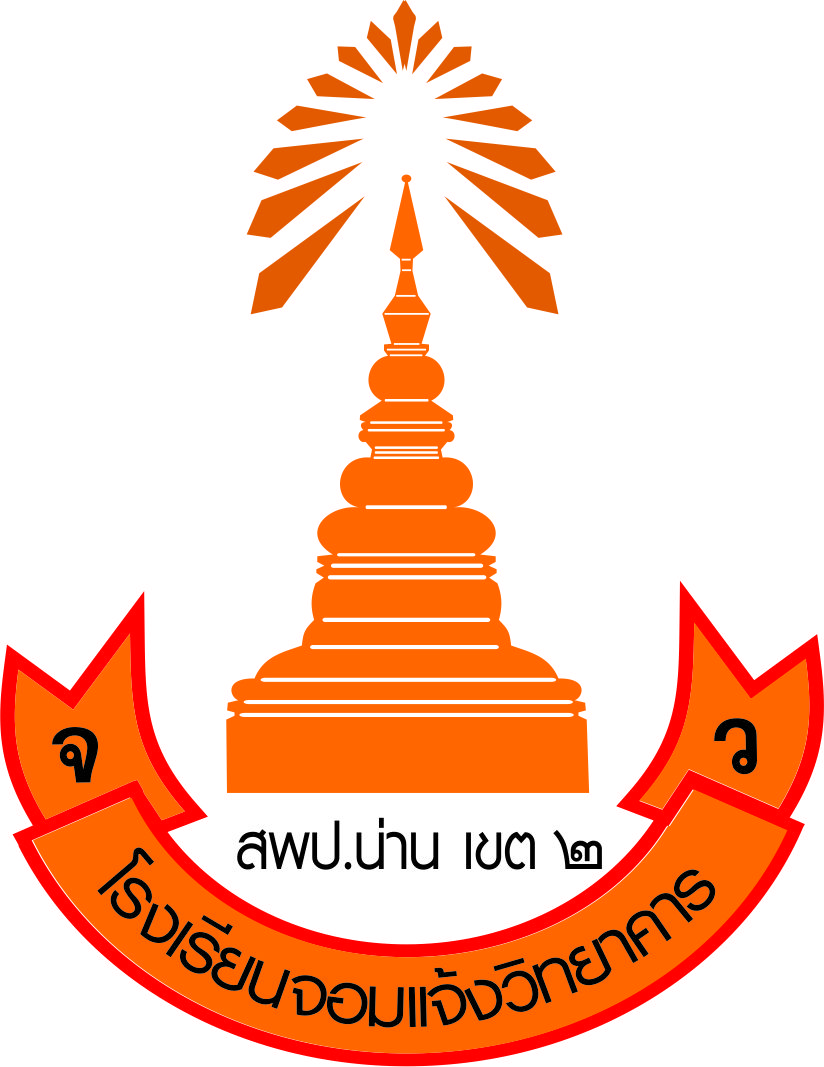 จ ว
สพป.น่าน เขต ๒
โรงเรียนจอมแจ้งวิทยาคาร